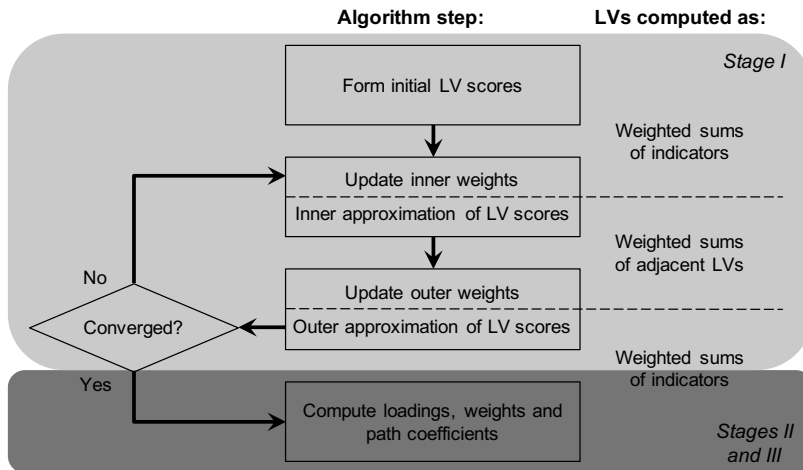 Algorithm step:
LVs computed as:
Stage I
Form initial LV scores
Weighted sums
of indicators
Update inner weights
Inner approximation of LV scores
Weighted sums
of adjacent LVs
No
Update outer weights
Converged?
Outer approximation of LV scores
Weighted sums
of indicators
Yes
Compute loadings, weights and
path coefficients
Stages II
and III